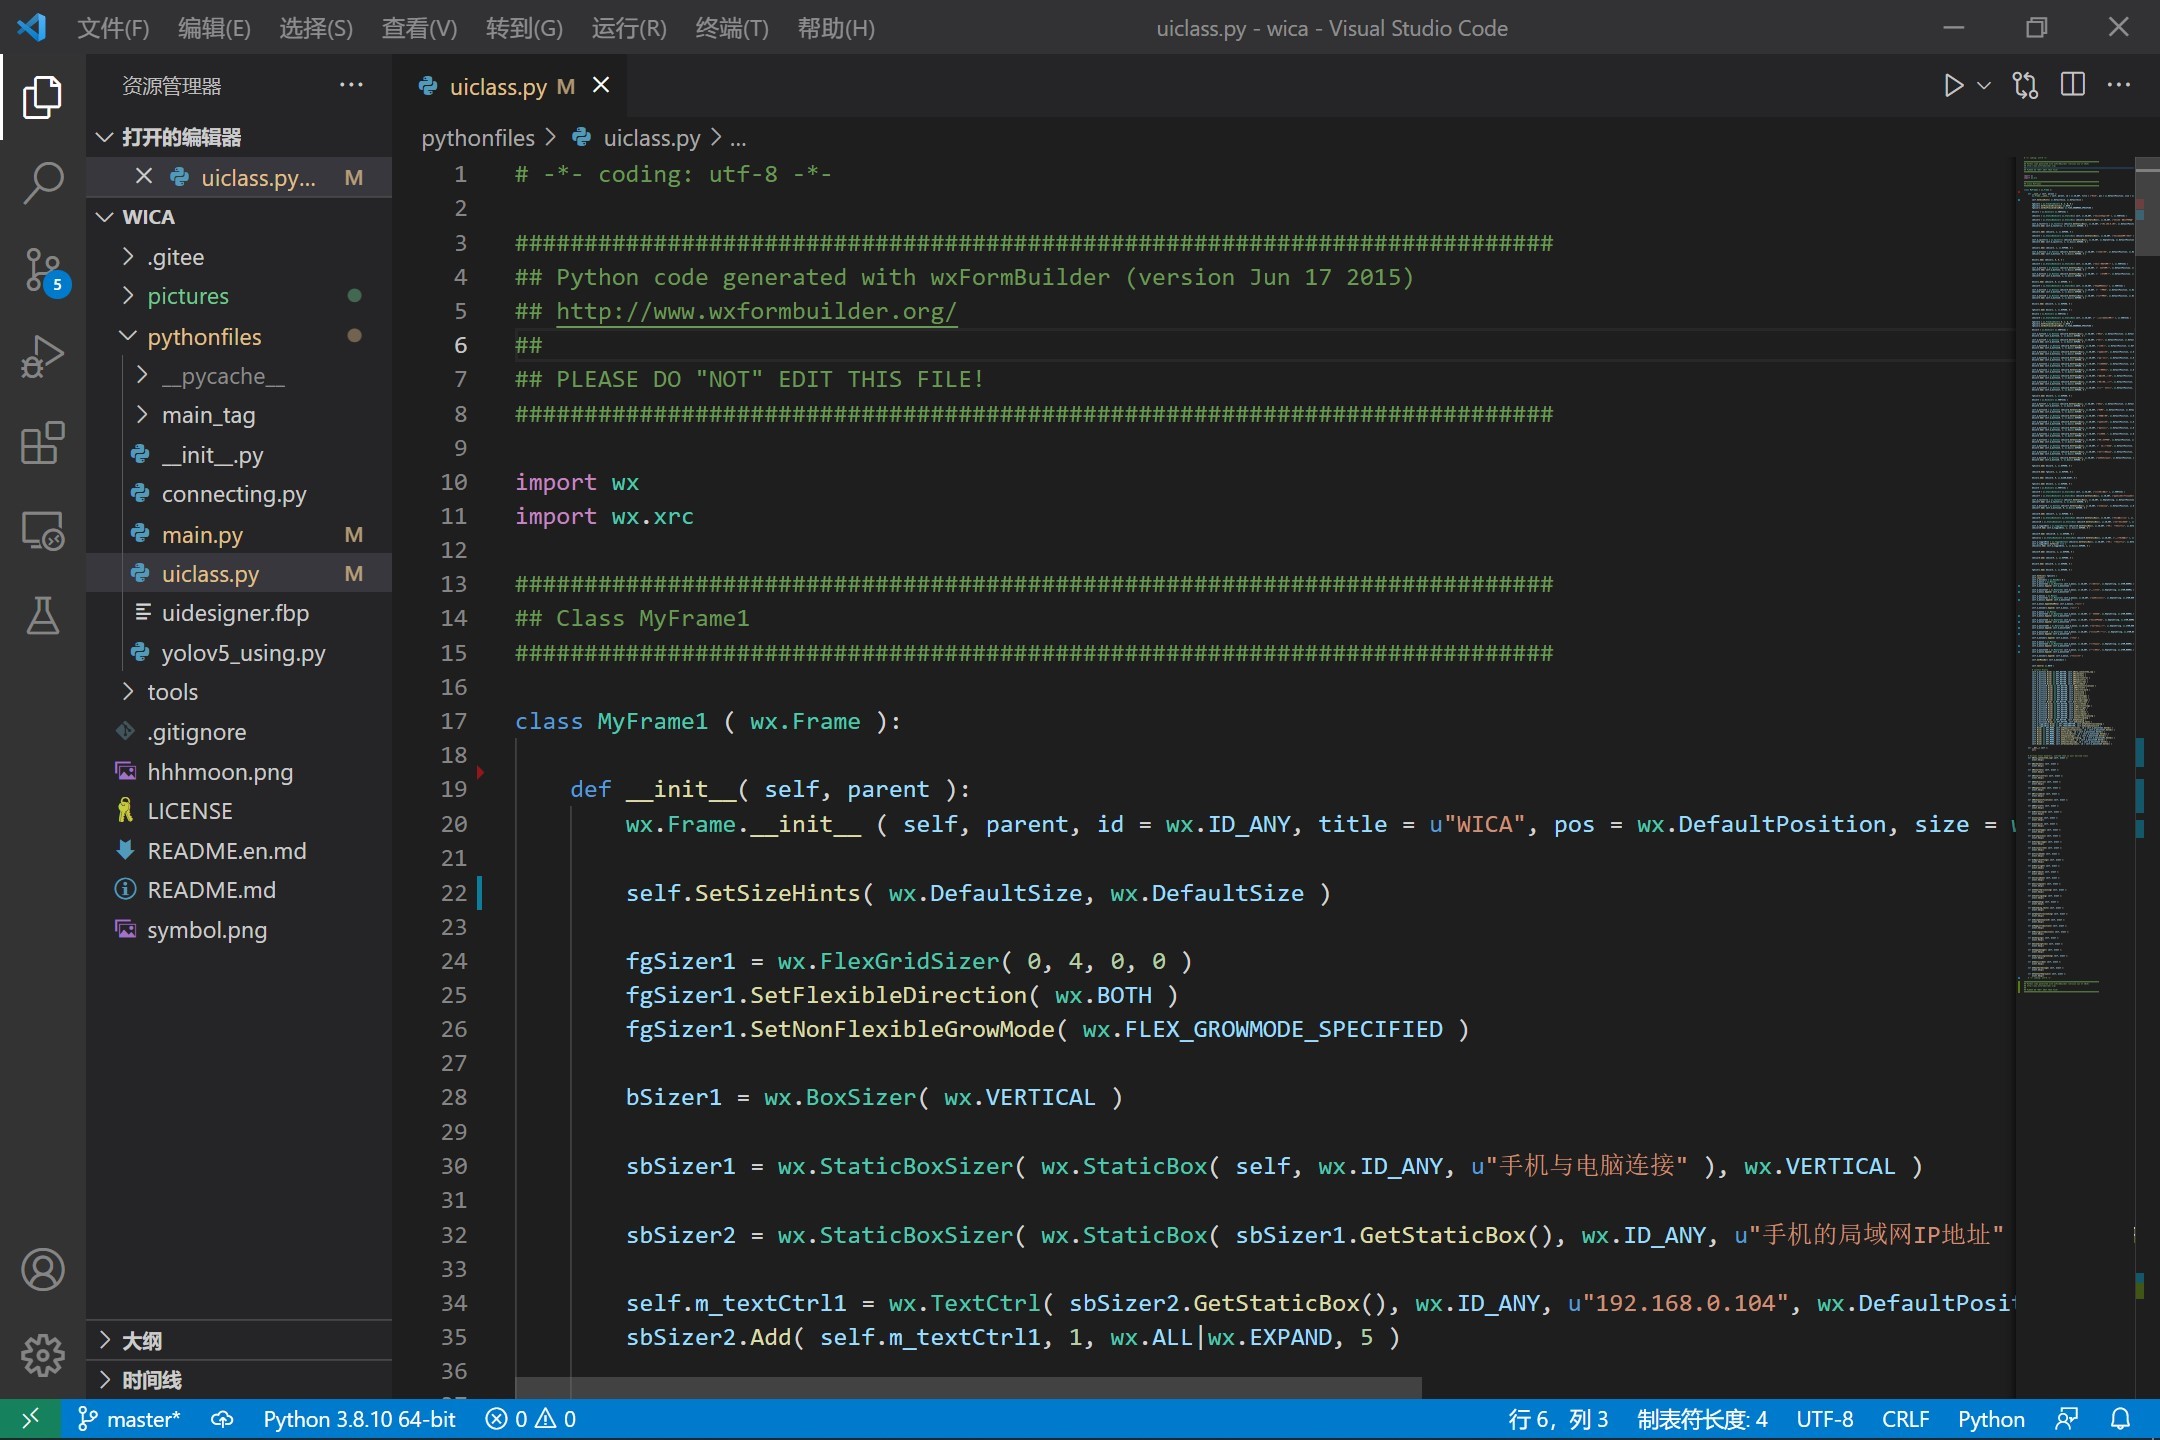 文件(F) 编辑(E) 选择(S) 查看(V) 转到(G) 运行(R) 终端(T) 帮助(H) uiclass.py - wica - Visual Studio Code
资源管理器
打开的编辑器
uiclass.py... M
WICA
.gitee
pictures
pythonfiles
__pycache__
main_tag
__init__.py
connecting.py
main.py M
uiclass.py M
uidesigner.fbp
yolov5_using.py
tools
.gitignore
hhhmoon.png
LICENSE
README.en.md
README.md
symbol.png
大纲
时间线
5
uiclass.py M
pythonfiles > uiclass.py > ...
1 # -*- coding: utf-8 -*-
2
3 ###########################################################################
4 ## Python code generated with wxFormBuilder (version Jun 17 2015)
5 ## http://www.wxformbuilder.org/
6 ##
7 ## PLEASE DO "NOT" EDIT THIS FILE!
8 ###########################################################################
9
10 import wx
11 import wx.xrc
12
13 ###########################################################################
14 ## Class MyFrame1
15 ###########################################################################
16
17 class MyFrame1 ( wx.Frame ):
18
19 def __init__( self, parent ):
20 wx.Frame.__init__ ( self, parent, id = wx.ID_ANY, title = u"WICA", pos = wx.DefaultPosition, size =
21
22 self.SetSizeHints( wx.DefaultSize, wx.DefaultSize )
23
24 fgSizer1 = wx.FlexGridSizer( 0, 4, 0, 0 )
25 fgSizer1.SetFlexibleDirection( wx.BOTH )
26 fgSizer1.SetNonFlexibleGrowMode( wx.FLEX_GROWMODE_SPECIFIED )
27
28 bSizer1 = wx.BoxSizer( wx.VERTICAL )
29
30 sbSizer1 = wx.StaticBoxSizer( wx.StaticBox( self, wx.ID_ANY, u"手机与电脑连接" ), wx.VERTICAL )
31
32 sbSizer2 = wx.StaticBoxSizer( wx.StaticBox( sbSizer1.GetStaticBox(), wx.ID_ANY, u"手机的局域网IP地址"
33
34 self.m_textCtrl1 = wx.TextCtrl( sbSizer2.GetStaticBox(), wx.ID_ANY, u"192.168.0.104", wx.DefaultPosit
35 sbSizer2.Add( self.m_textCtrl1, 1, wx.ALL|wx.EXPAND, 5 )
36
master* Python 3.8.10 64-bit 0 0 行 6，列 3 制表符长度: 4 UTF-8 CRLF Python